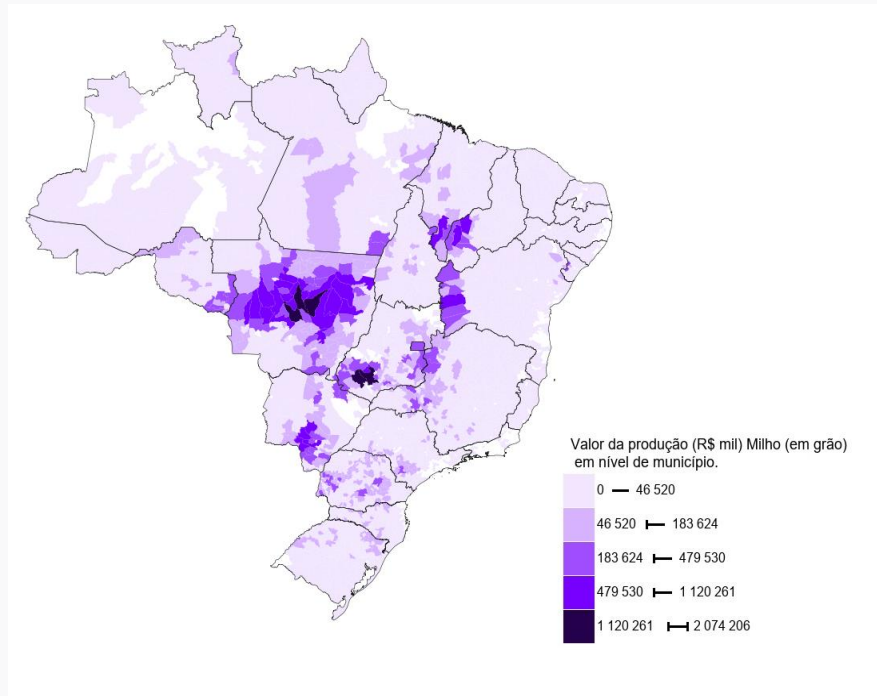 Valor da produção (R$ mil) Milho (em grão)
em nível de município.
0 — 46 520
46 520 ⊢ 183 624
183 624 ⊢ 479 530
479 530 ⊢ 1 120 261
1 120 261 ⊢⊣ 2 074 206